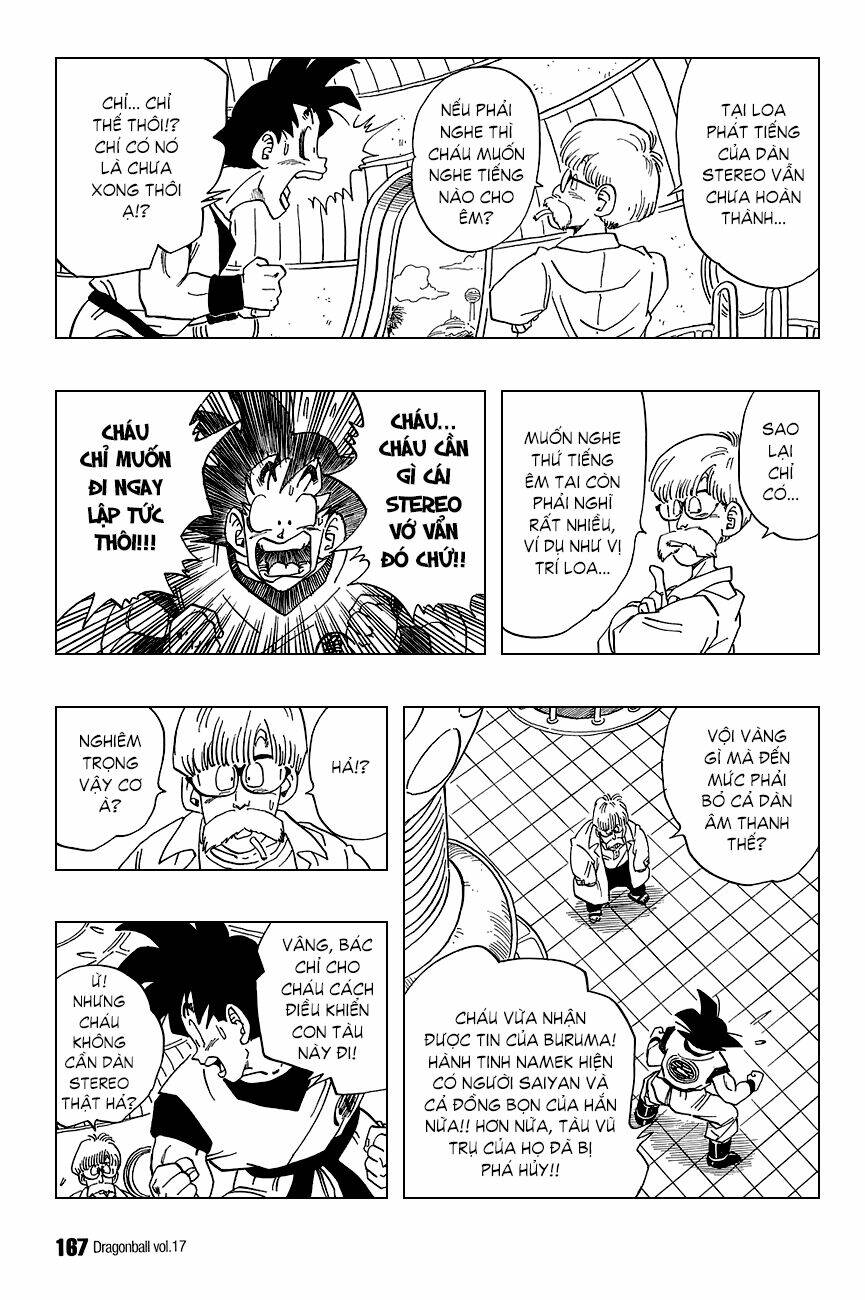 TẠI LOA
PHÁT TIẾNG
CỦA DÀN
STEREO VẪN
CHƯA HOÀN
THÀNH...
NẾU PHẢI
NGHE THÌ
CHÁU MUỐN
NGHE TIẾNG
NÀO CHO
ÊM?
CHỈ... CHỈ
THẾ THÔI!?
CHỈ CÓ NÓ
LÀ CHƯA
XONG THÔI
Ạ!?
SAO
LẠI
CHỈ
CÓ...
MUỐN NGHE
THỨ TIẾNG
ÊM TAI CÒN
PHẢI NGHĨ
RẤT NHIỀU,
VÍ DỤ NHƯ VỊ
TRÍ LOA...
CHÁU...
CHÁU CẦN
GÌ CÁI
STEREO
VỚ VẨN
ĐÓ CHỨ!!
CHÁU
CHỈ MUỐN
ĐI NGAY
LẬP TỨC
THÔI!!!
VỘI VÀNG
GÌ MÀ ĐẾN
MỨC PHẢI
BỎ CẢ DÀN
ÂM THANH
THẾ?
CHÁU VỪA NHẬN
ĐƯỢC TIN CỦA BURUMA!
HÀNH TINH NAMEK HIỆN
CÓ NGƯỜI SAIYAN VÀ
CẢ ĐỒNG BỌN CỦA HẮN
NỮA!! HƠN NỮA, TÀU VŨ
TRỤ CỦA HỌ ĐÃ BỊ
PHÁ HỦY!!
HẢ!?
NGHIÊM
TRỌNG
VẬY CƠ
À?
VÂNG, BÁC
CHỈ CHO
CHÁU CÁCH
ĐIỀU KHIỂN
CON TÀU
NÀY ĐI!
Ừ!
NHƯNG
CHÁU
KHÔNG
CẦN DÀN
STEREO
THẬT HẢ?
167 Dragonball vol.17